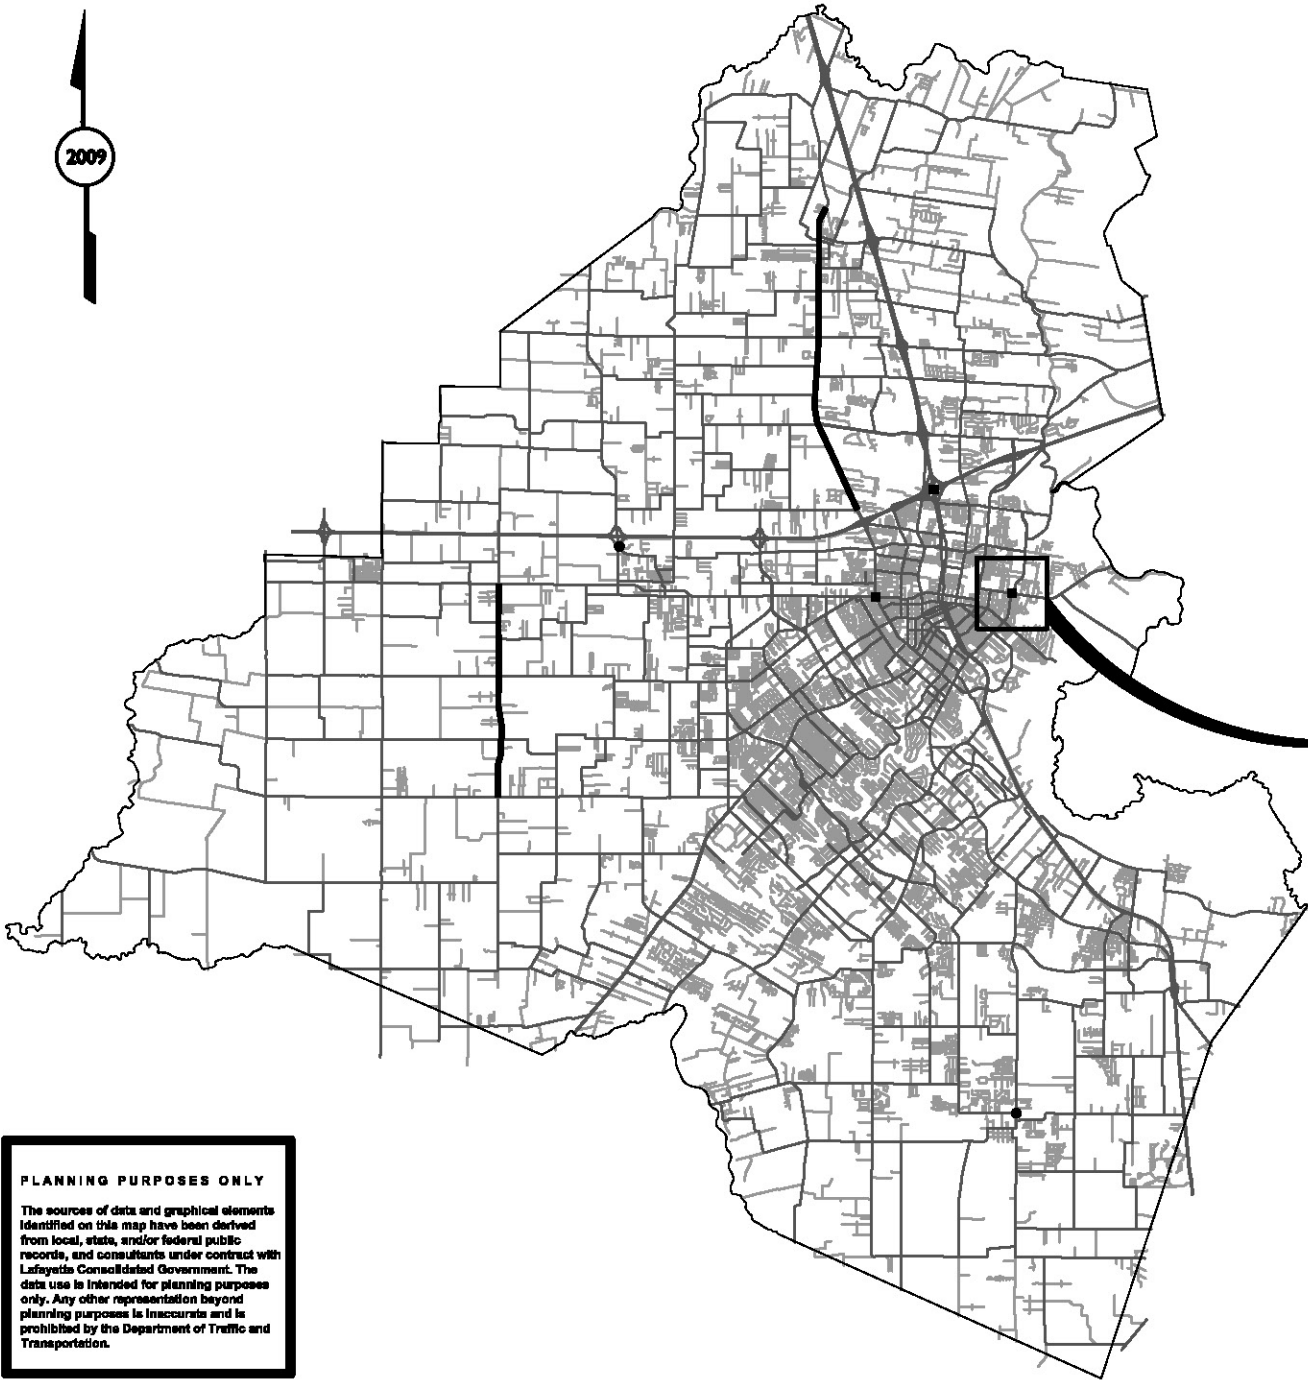 2009
PLANNING PURPOSES ONLY
The sources of data and graphical elements
identified on this map have been derived
from local, state, and/or federal public
records, and consultants under contract with
Lafayette Consolidated Government. The
data use is intended for planning purposes
only. Any other representation beyond
planning purposes is inaccurate and is
prohibited by the Department of Traffic and
Transportation.